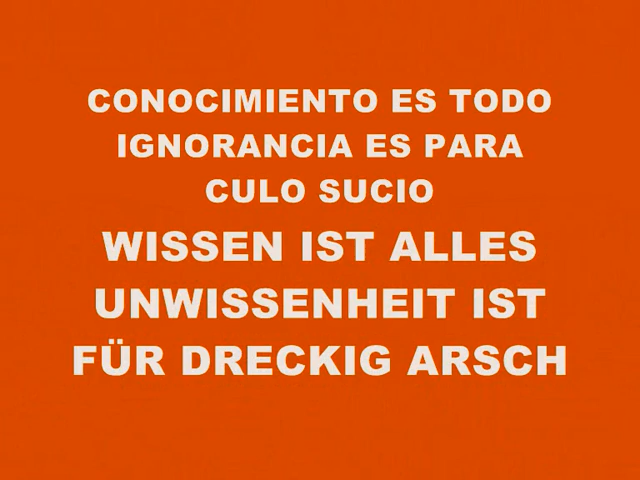 CONOCIMIENTO ES TODO
IGNORANCIA ES PARA
CULO SUCIO
WISSEN IST ALLES
UNWISSENHEIT IST
FÜR DRECKIG ARSCH